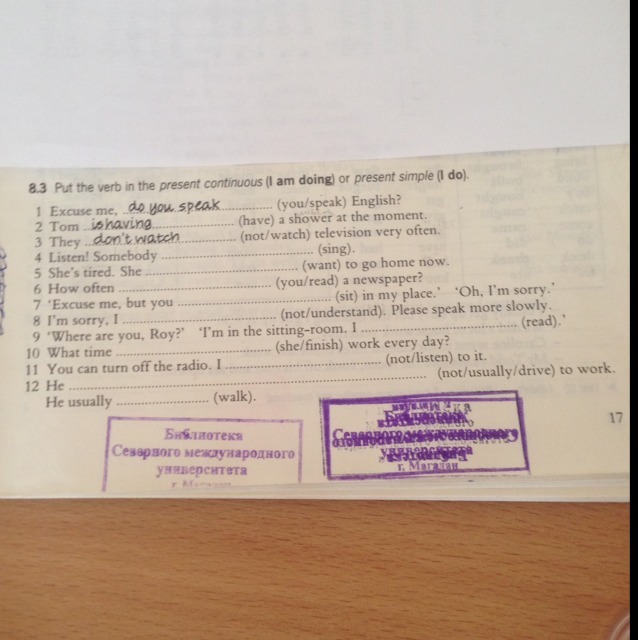 8.3 Put the verb in the present continuous (I am doing) or present simple (I do).
1 Excuse me, do you speak (you/speak) English?
2 Tom is having (have) a shower at the moment.
3 They don't watch (not/watch) television very often.
4 Listen! Somebody .................... (sing).
5 She's tired. She .................... (want) to go home now.
6 How often .................... (you/read) a newspaper?
7 'Excuse me, but you .................... (sit) in my place.' 'Oh, I'm sorry.'
8 I'm sorry, I .................... (not/understand). Please speak more slowly.
9 'Where are you, Roy?' 'I'm in the sitting-room. I .................... (read).'
10 What time .................... (she/finish) work every day?
11 You can turn off the radio. I .................... (not/listen) to it.
12 He .................... (not/usually/drive) to work.
He usually .................... (walk).
17
Библиотека
Северного международного
университета
г. Магадан
Библиотека
Северного международного
университета
г. Магадан